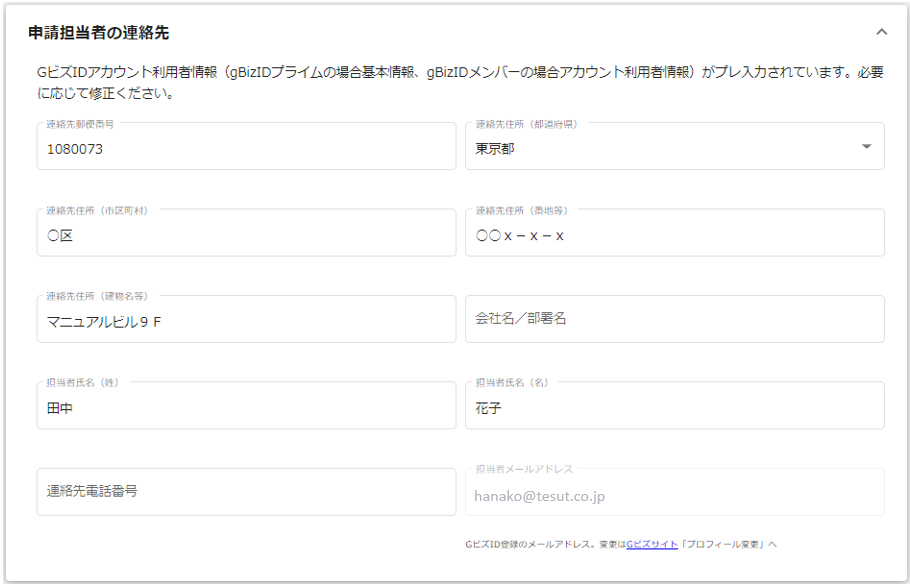 申請担当者の連絡先
GビズIDアカウント利用者情報（gBizIDプライムの場合基本情報、gBizIDメンバーの場合アカウント利用者情報）がプレ入力されています。必要
に応じて修正ください。
連絡先郵便番号
1080073
連絡先住所（都道府県）
東京都
連絡先住所（市区町村）
〇区
連絡先住所（番地等）
〇〇ｘ－ｘ－ｘ
連絡先住所（建物名等）
マニュアルビル９Ｆ
会社名／部署名
担当者氏名（姓）
田中
担当者氏名（名）
花子
連絡先電話番号
担当者メールアドレス
hanako@tesut.co.jp
GビズID登録のメールアドレス。変更はGビズサイト「プロフィール変更」へ